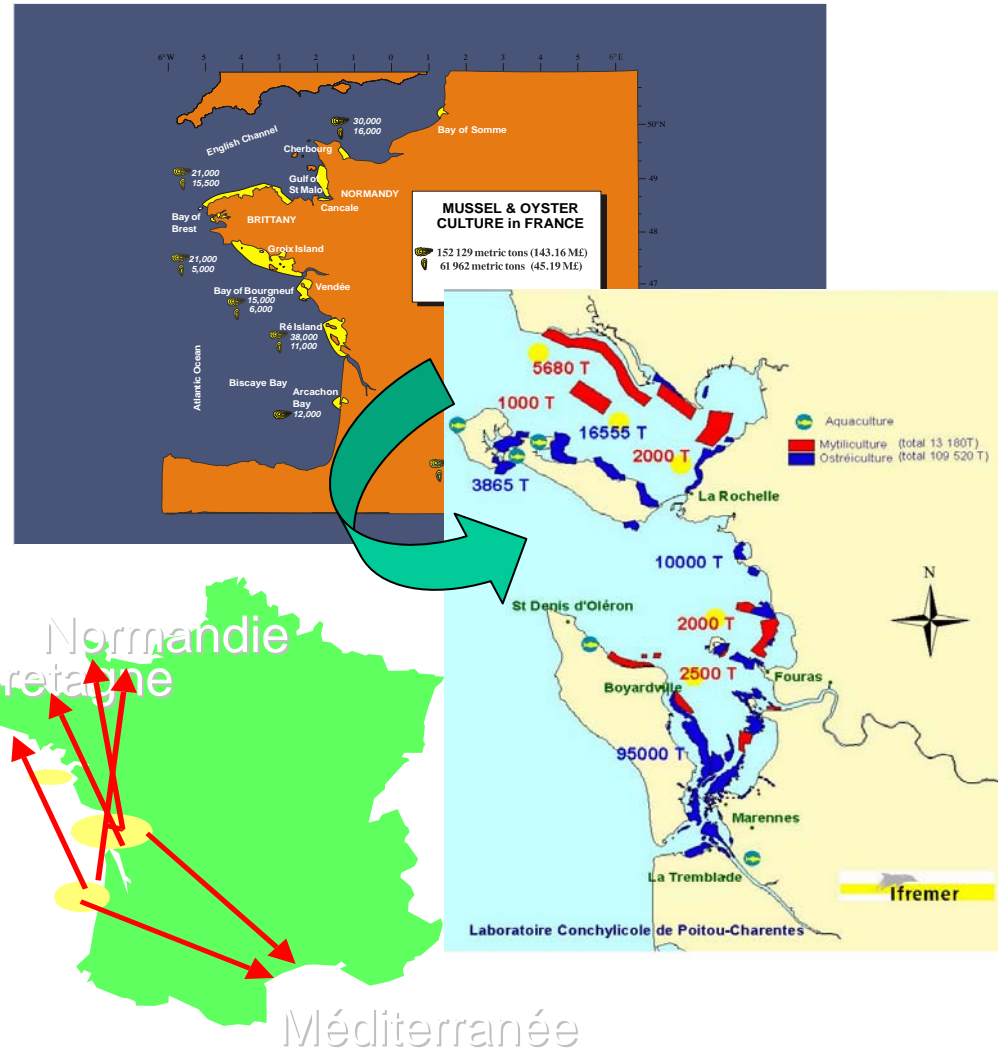 6°W 5 4 3 2 1 0 1 2 3 4 5 6°E
50°N
49
48
47
English Channel
30,000
16,000
Cherbourg
Bay of Somme
21,000
15,500
Gulf of
St Malo
NORMANDY
Cancale
Bay of
Brest
BRITTANY
Groix Island
21,000
5,000
Bay of Bourgneuf
Vendée
15,000
6,000
Ré Island
38,000
11,000
Atlantic Ocean
Biscaye Bay
Arcachon
Bay
12,000
MUSSEL & OYSTER
CULTURE in FRANCE
152 129 metric tons (143.16 M£)
61 962 metric tons (45.19 M£)
5680 T
1000 T
16555 T
2000 T
3865 T
La Rochelle
Aquaculture
Mytiliculture (total 13 180T)
Ostréiculture (total 109 520 T)
10000 T
N
St Denis d'Oléron
2000 T
2500 T
Fouras
Boyardville
95000 T
Marennes
La Tremblade
Ifremer
Laboratoire Conchylicole de Poitou-Charentes
Normandie
retagne
Méditerranée